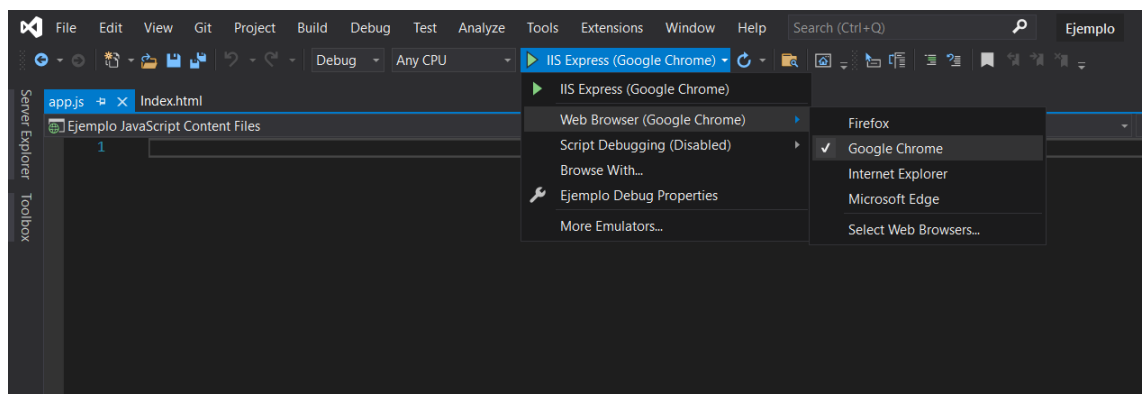 File Edit View Git Project Build Debug Test Analyze Tools Extensions Window Help Search (Ctrl+Q) Ejemplo
Debug Any CPU IIS Express (Google Chrome)
Server Explorer
Toolbox
app.js Index.html
Ejemplo JavaScript Content Files
1
IIS Express (Google Chrome)
Web Browser (Google Chrome)
Script Debugging (Disabled)
Browse With...
Ejemplo Debug Properties
More Emulators...
Firefox
Google Chrome
Internet Explorer
Microsoft Edge
Select Web Browsers...